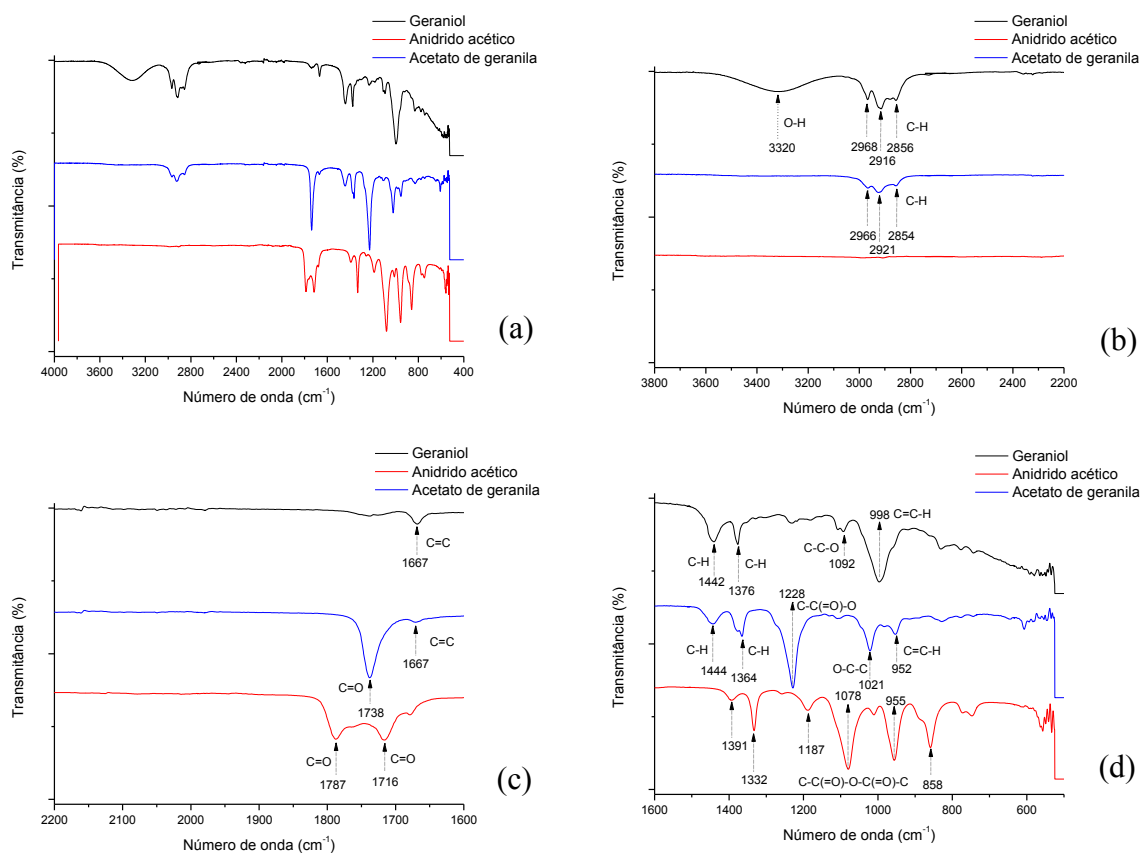 Geraniol
Anidrido acético
Acetato de geranila
Transmitância (%)
4000 3600 3200 2800 2400 2000 1600 1200 800 400
Número de onda (cm⁻¹)
(a)
Geraniol
Anidrido acético
Acetato de geranila
Transmitância (%)
O-H
3320
2968
2916
2856
C-H
2966
2921
2854
C-H
3800 3600 3400 3200 3000 2800 2600 2400 2200
Número de onda (cm⁻¹)
(b)
Geraniol
Anidrido acético
Acetato de geranila
Transmitância (%)
C=C
1667
C=C
1667
C=O
1738
C=O
1787
C=O
1716
2200 2100 2000 1900 1800 1700 1600
Número de onda (cm⁻¹)
(c)
Geraniol
Anidrido acético
Acetato de geranila
Transmitância (%)
C-H
1442
C-H
1376
C-C-O
1092
998
C=C-H
C-H
1444
C-H
1364
1228
C-C(=O)-O
O-C-C
1021
C=C-H
952
1391
1332
1187
1078
955
C-C(=O)-O-C(=O)-C
858
1600 1400 1200 1000 800 600
Número de onda (cm⁻¹)
(d)